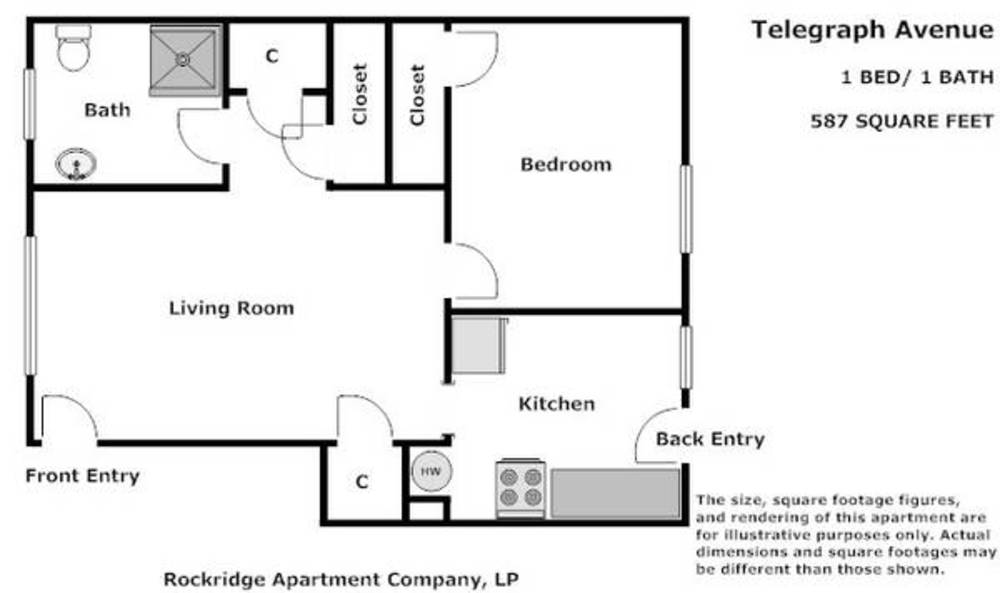 Telegraph Avenue
1 BED/ 1 BATH
587 SQUARE FEET
C
Closet
Closet
Bath
Bedroom
Living Room
Kitchen
Back Entry
Front Entry
HW
C
The size, square footage figures,
and rendering of this apartment are
for illustrative purposes only. Actual
dimensions and square footages may
be different than those shown.
Rockridge Apartment Company, LP